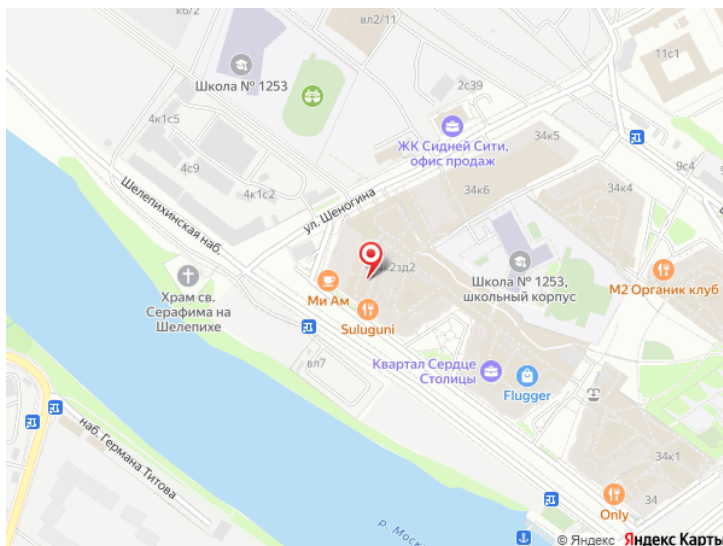 к6/2
вл2/11
11с1
Школа № 1253
2с39
4к1с5
ЖК Сидней Сити,
офис продаж
34к5
9с4
4с9
4к1с2
34к6
34к4
Шелепихинская наб.
ул. Шеногина
к2зд2
Школа № 1253,
школьный корпус
М2 Органик клуб
Храм св.
Серафима на
Шелепихе
Ми Ам
Suluguni
вл7
Квартал Сердце
Столицы
Flugger
наб. Германа Титова
34к1
34
Only
р. Моск
© Яндекс Яндекс Карты